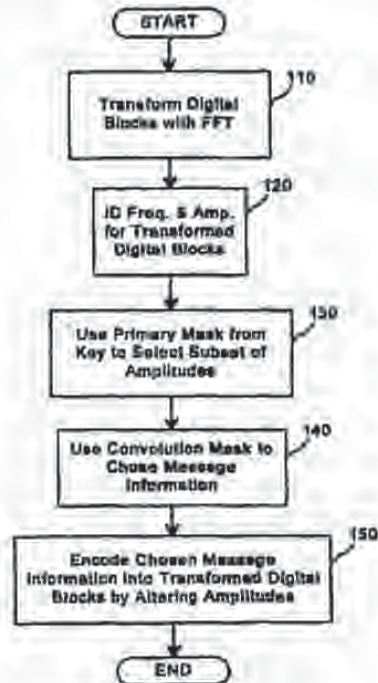 START
110
Transform Digital
Blocks with FFT
120
ID Freq. & Amp.
for Transformed
Digital Blocks
130
Use Primary Mask from
Key to Select Subset of
Amplitudes
140
Use Convolution Mask to
Chose Message
Information
150
Encode Chosen Message
Information into Transformed Digital
Blocks by Altering Amplitudes
END